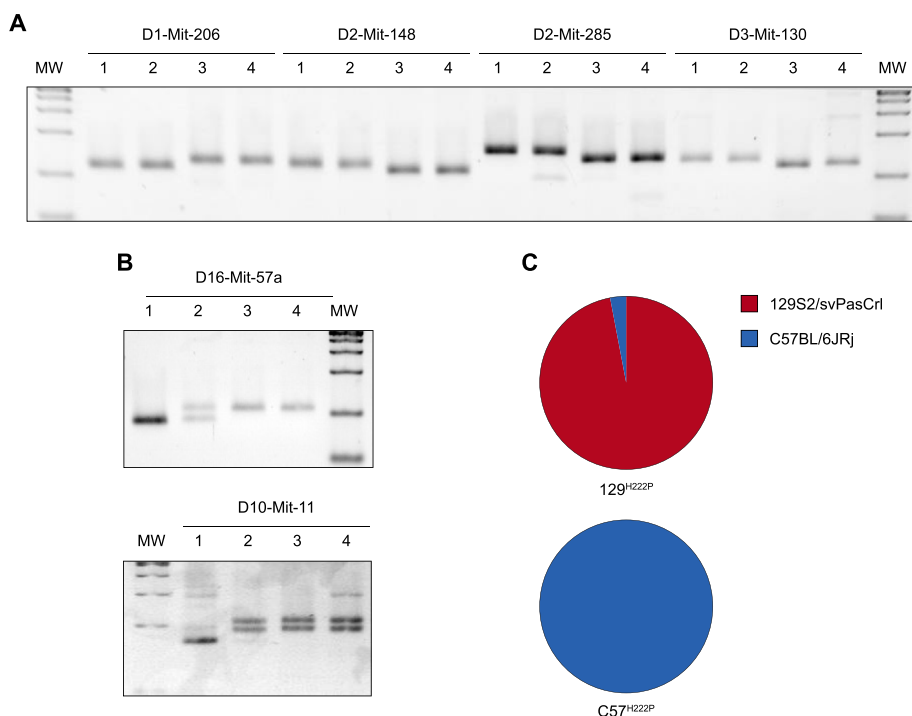 A
D1-Mit-206 D2-Mit-148 D2-Mit-285 D3-Mit-130
MW 1 2 3 4 1 2 3 4 1 2 3 4 1 2 3 4 MW
B
D16-Mit-57a
1 2 3 4 MW
D10-Mit-11
MW 1 2 3 4
C
129S2/svPasCrl
C57BL/6JRj
129H222P
C57H222P